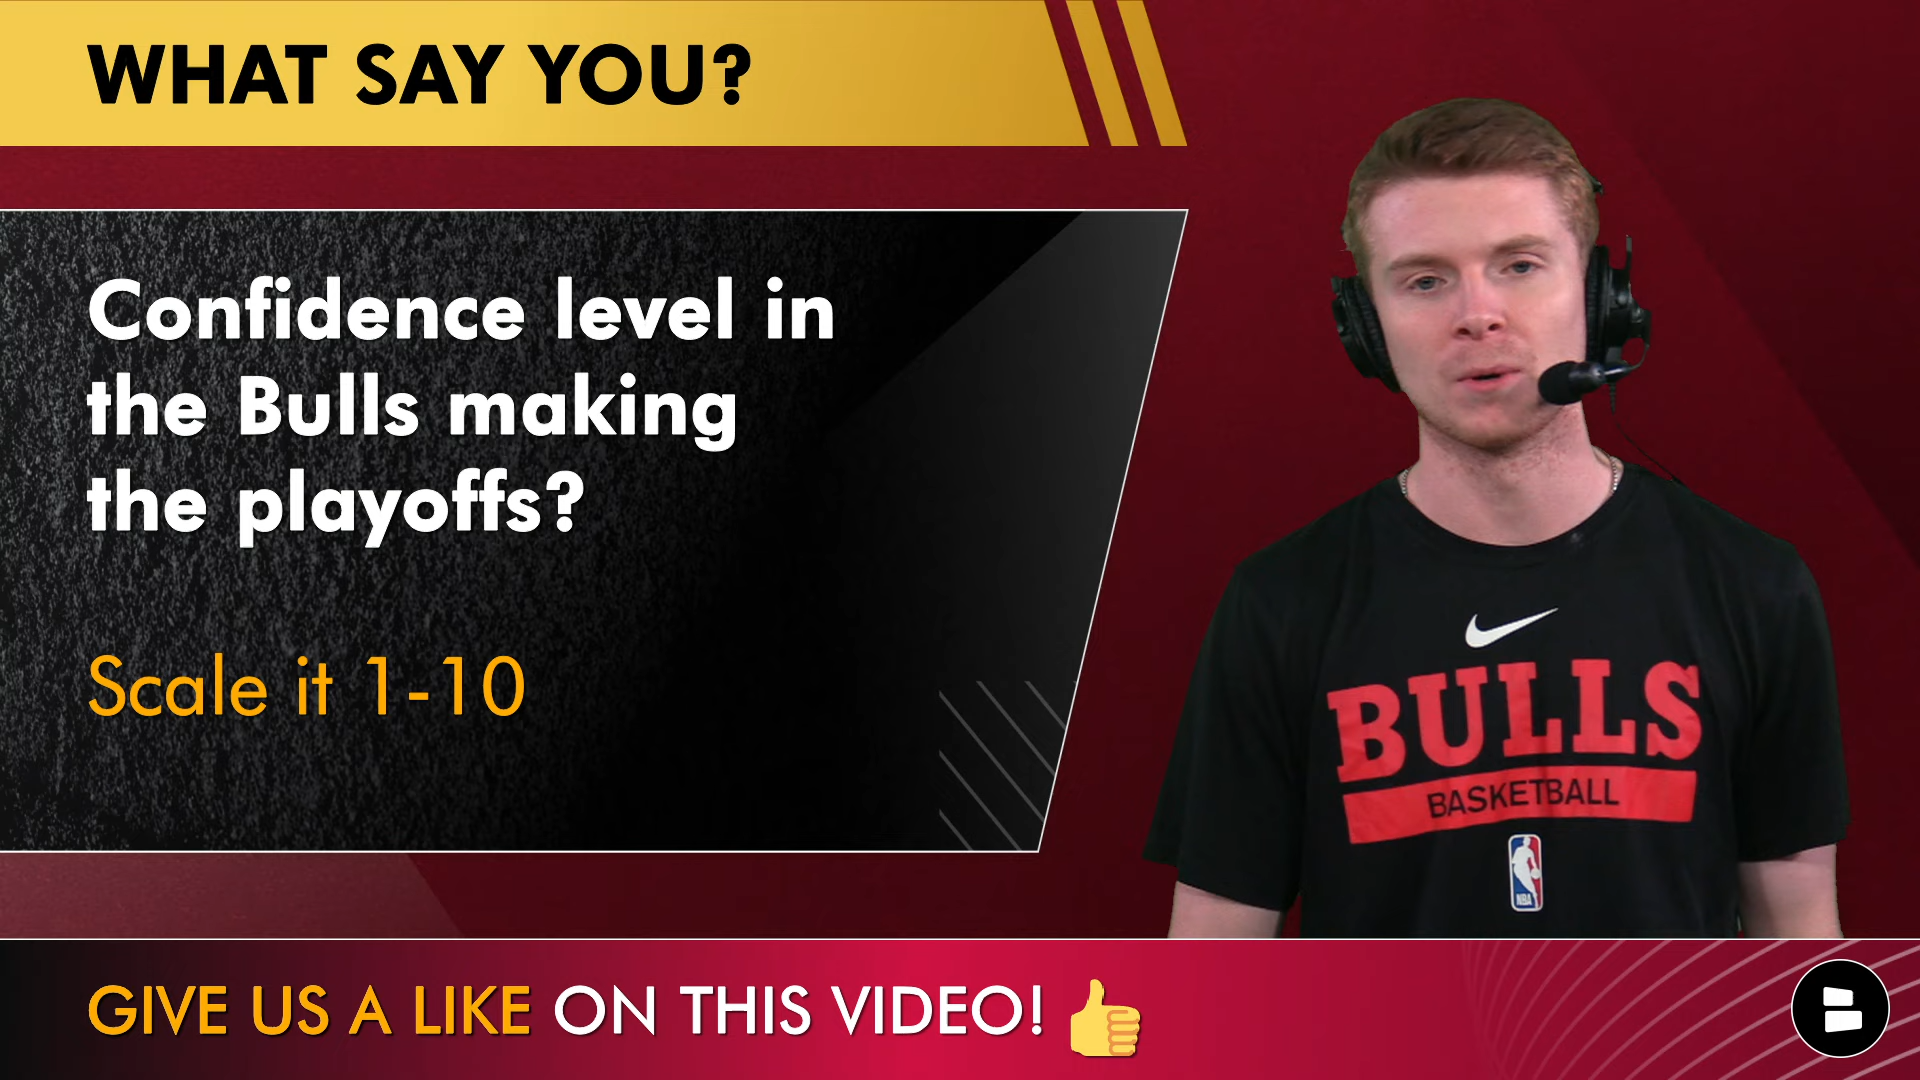 WHAT SAY YOU?
Confidence level in
the Bulls making
the playoffs?
Scale it 1-10
BULLS
BASKETBALL
NBA
GIVE US A LIKE ON THIS VIDEO!